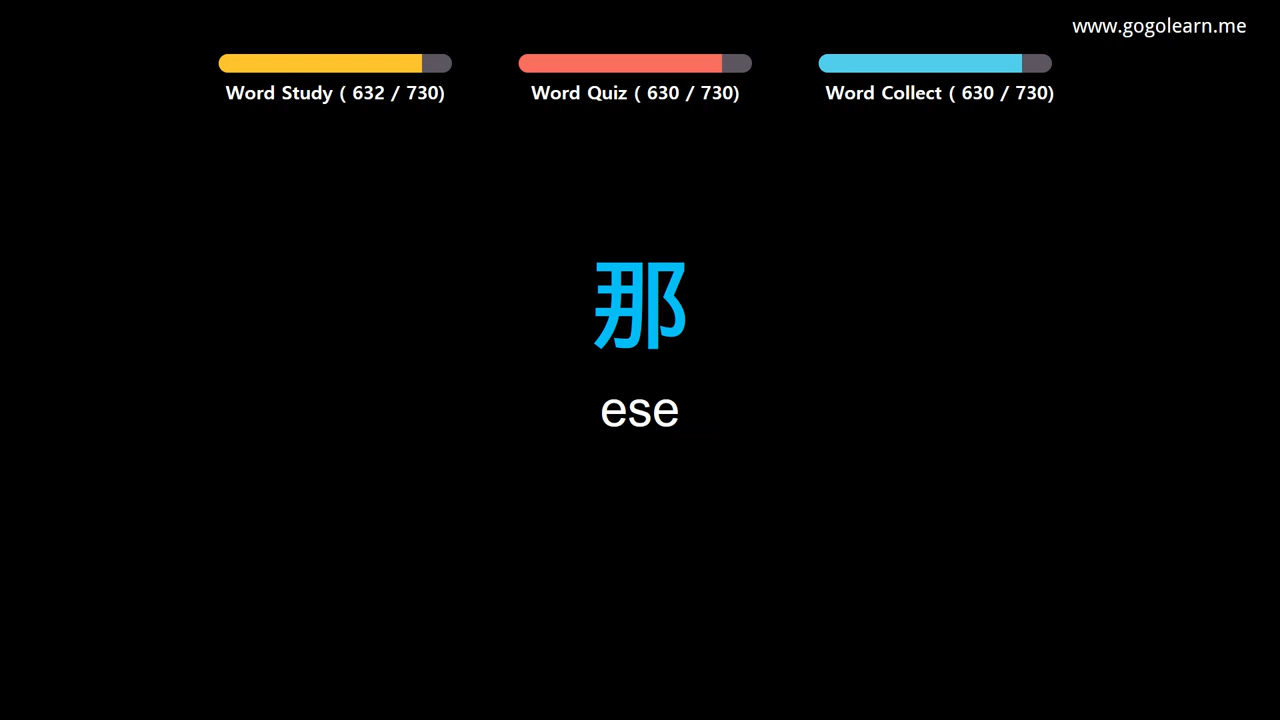 www.gogolearn.me
Word Study ( 632 / 730)
Word Quiz ( 630 / 730)
Word Collect ( 630 / 730)
那
ese